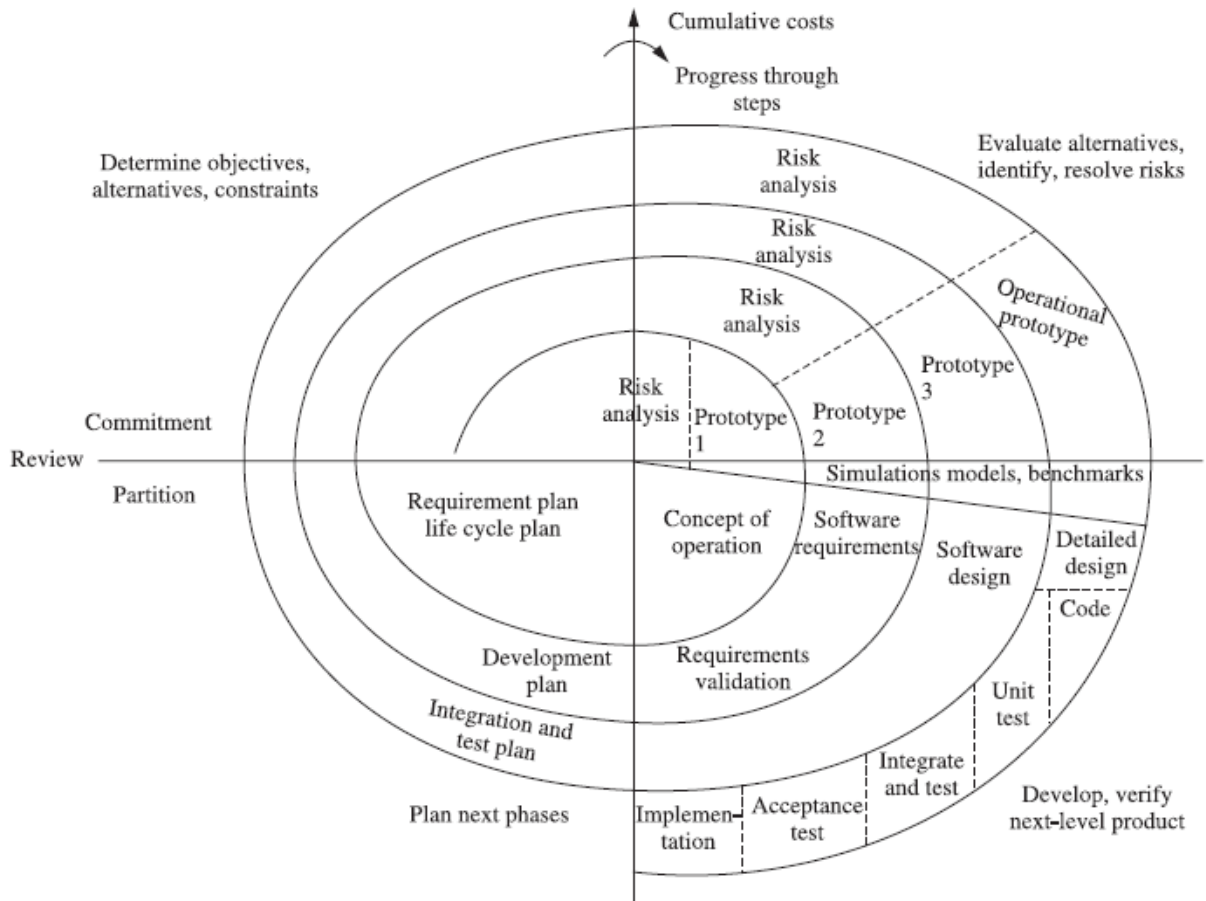 Cumulative costs
Progress through
steps
Determine objectives,
alternatives, constraints
Evaluate alternatives,
identify, resolve risks
Risk
analysis
Risk
analysis
Risk
analysis
Operational
prototype
Risk
analysis
Prototype
1
Prototype
2
Prototype
3
Commitment
Review
Partition
Simulations models, benchmarks
Requirement plan
life cycle plan
Concept of
operation
Software
requirements
Software
design
Detailed
design
Code
Development
plan
Requirements
validation
Integration and
test plan
Unit
test
Integrate
and test
Acceptance
test
Implemen-
tation
Plan next phases
Develop, verify
next-level product